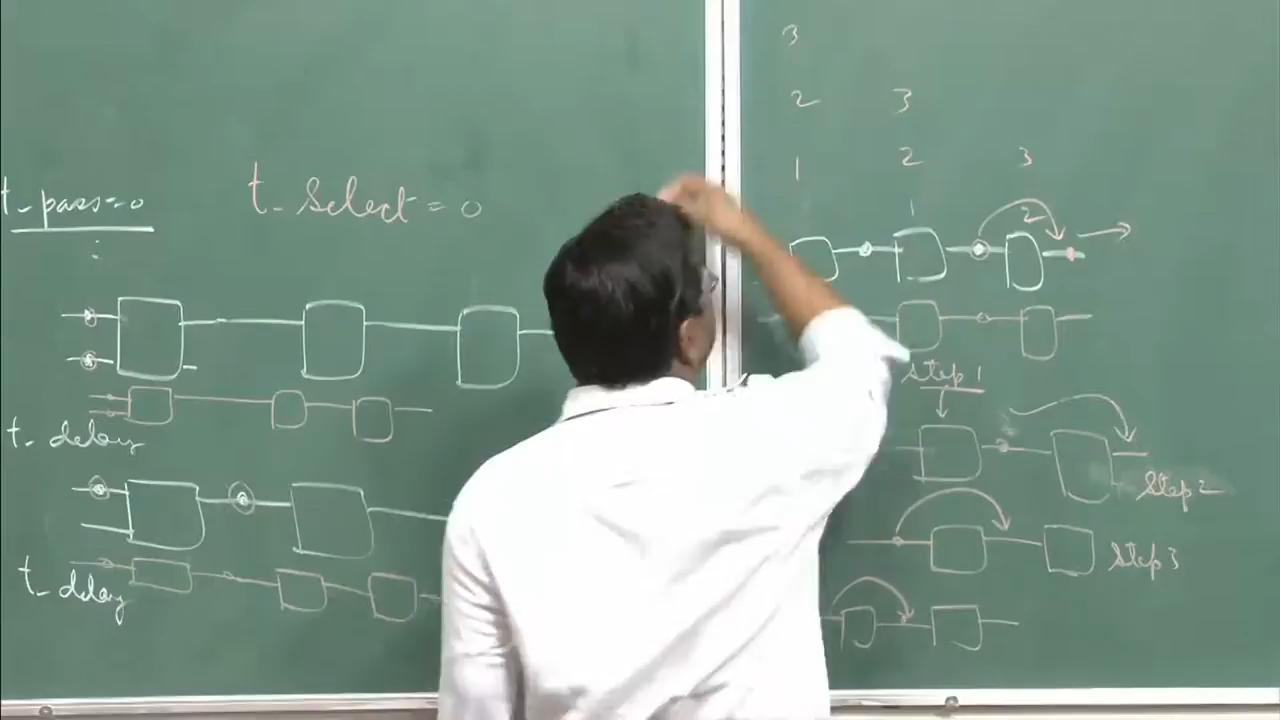 t_pass=0
t_select = 0
t_delay
t_delay
3
2 3
1 2 3
1 2
Step 1
Step 2
Step 3